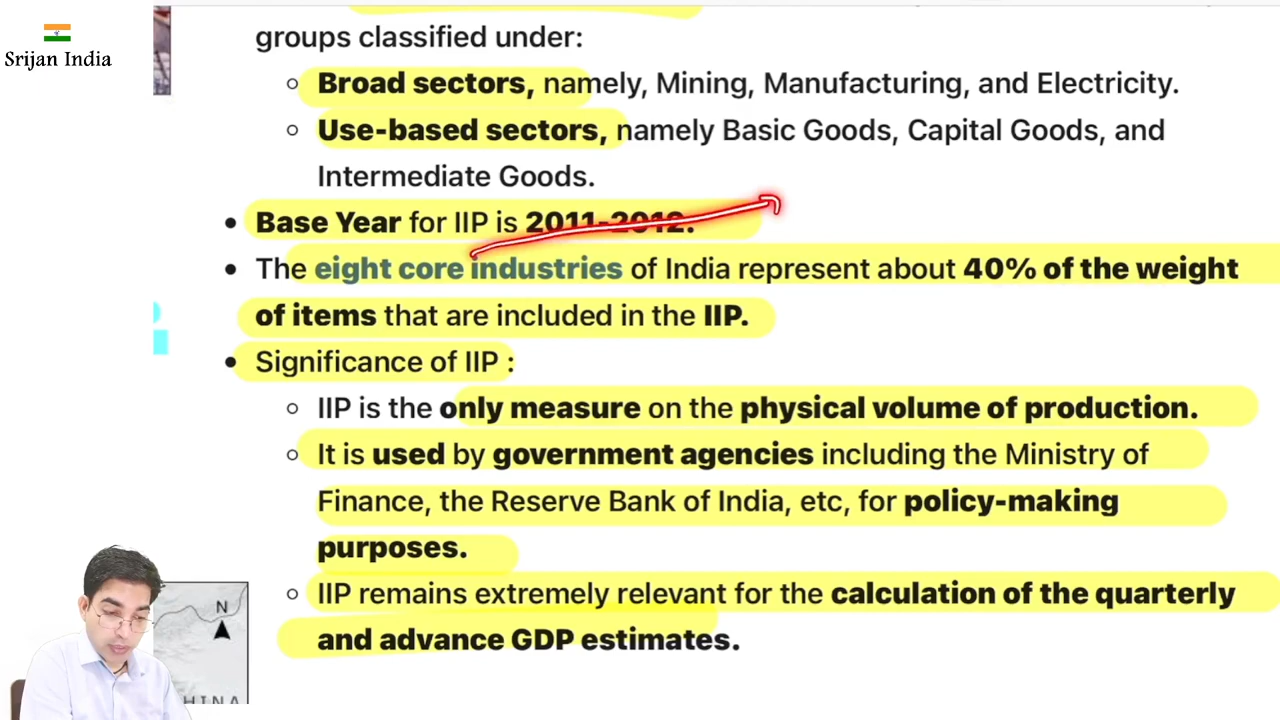 Srijan India
groups classified under:
Broad sectors, namely, Mining, Manufacturing, and Electricity.
Use-based sectors, namely Basic Goods, Capital Goods, and
Intermediate Goods.
Base Year for IIP is 2011-2012.
The eight core industries of India represent about 40% of the weight
of items that are included in the IIP.
Significance of IIP :
IIP is the only measure on the physical volume of production.
It is used by government agencies including the Ministry of
Finance, the Reserve Bank of India, etc, for policy-making
purposes.
IIP remains extremely relevant for the calculation of the quarterly
and advance GDP estimates.
N
HINA